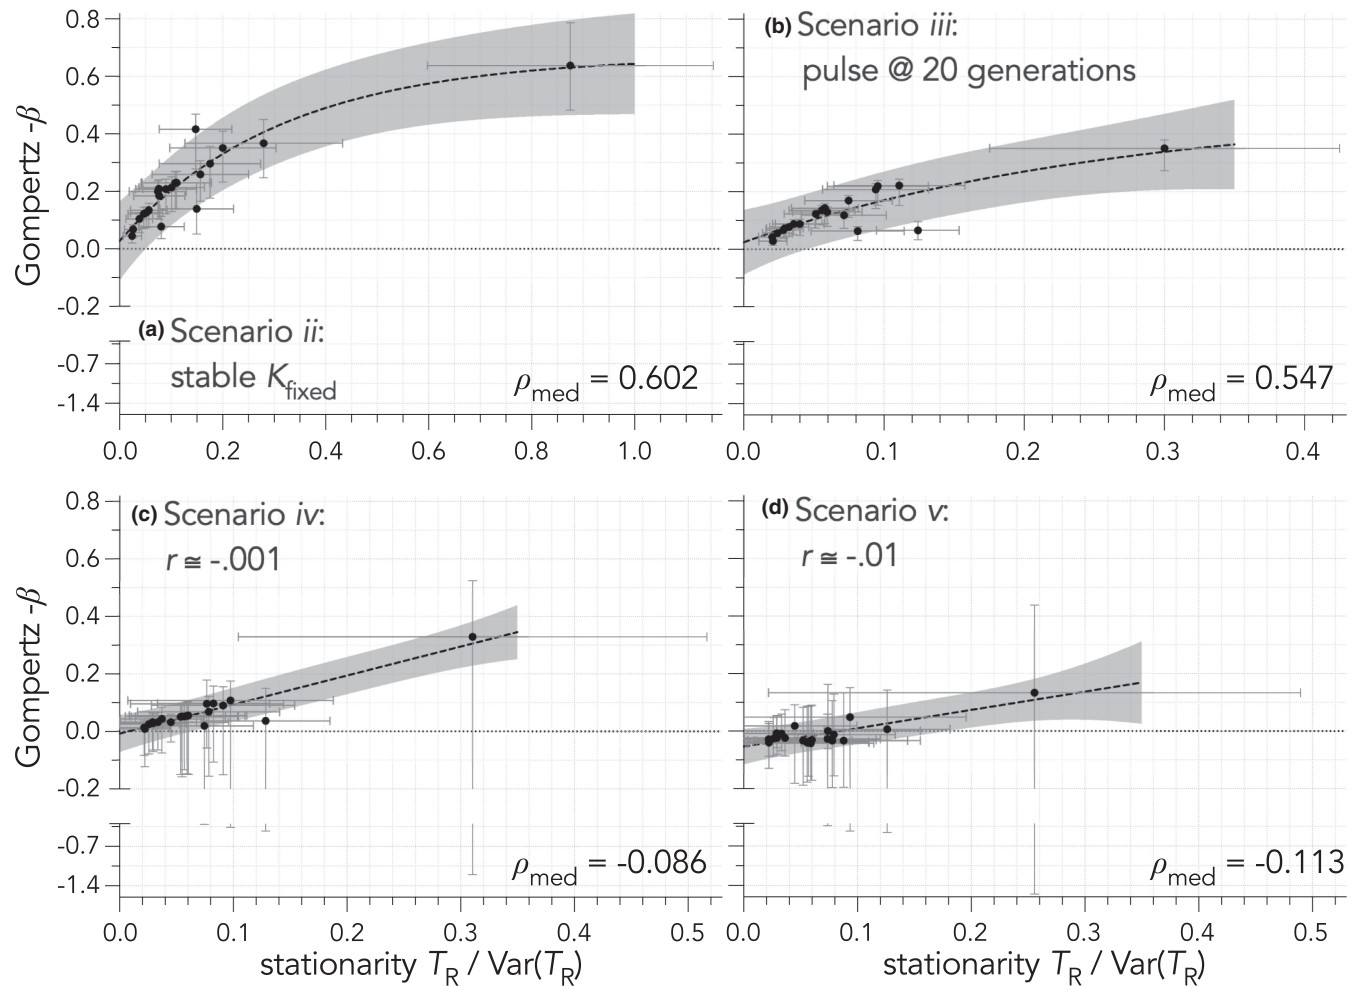 0.8
0.6
0.4
0.2
0.0
-0.2
-0.7
-1.4
Gompertz -β
(a) Scenario ii:
stable Kfixed
ρmed = 0.602
0.0 0.2 0.4 0.6 0.8 1.0
(b) Scenario iii:
pulse @ 20 generations
ρmed = 0.547
0.0 0.1 0.2 0.3 0.4
0.8
0.6
0.4
0.2
0.0
-0.2
-0.7
-1.4
Gompertz -β
(c) Scenario iv:
r ≅ -.001
ρmed = -0.086
0.0 0.1 0.2 0.3 0.4 0.5
stationarity TR / Var(TR)
(d) Scenario v:
r ≅ -.01
ρmed = -0.113
0.0 0.1 0.2 0.3 0.4 0.5
stationarity TR / Var(TR)